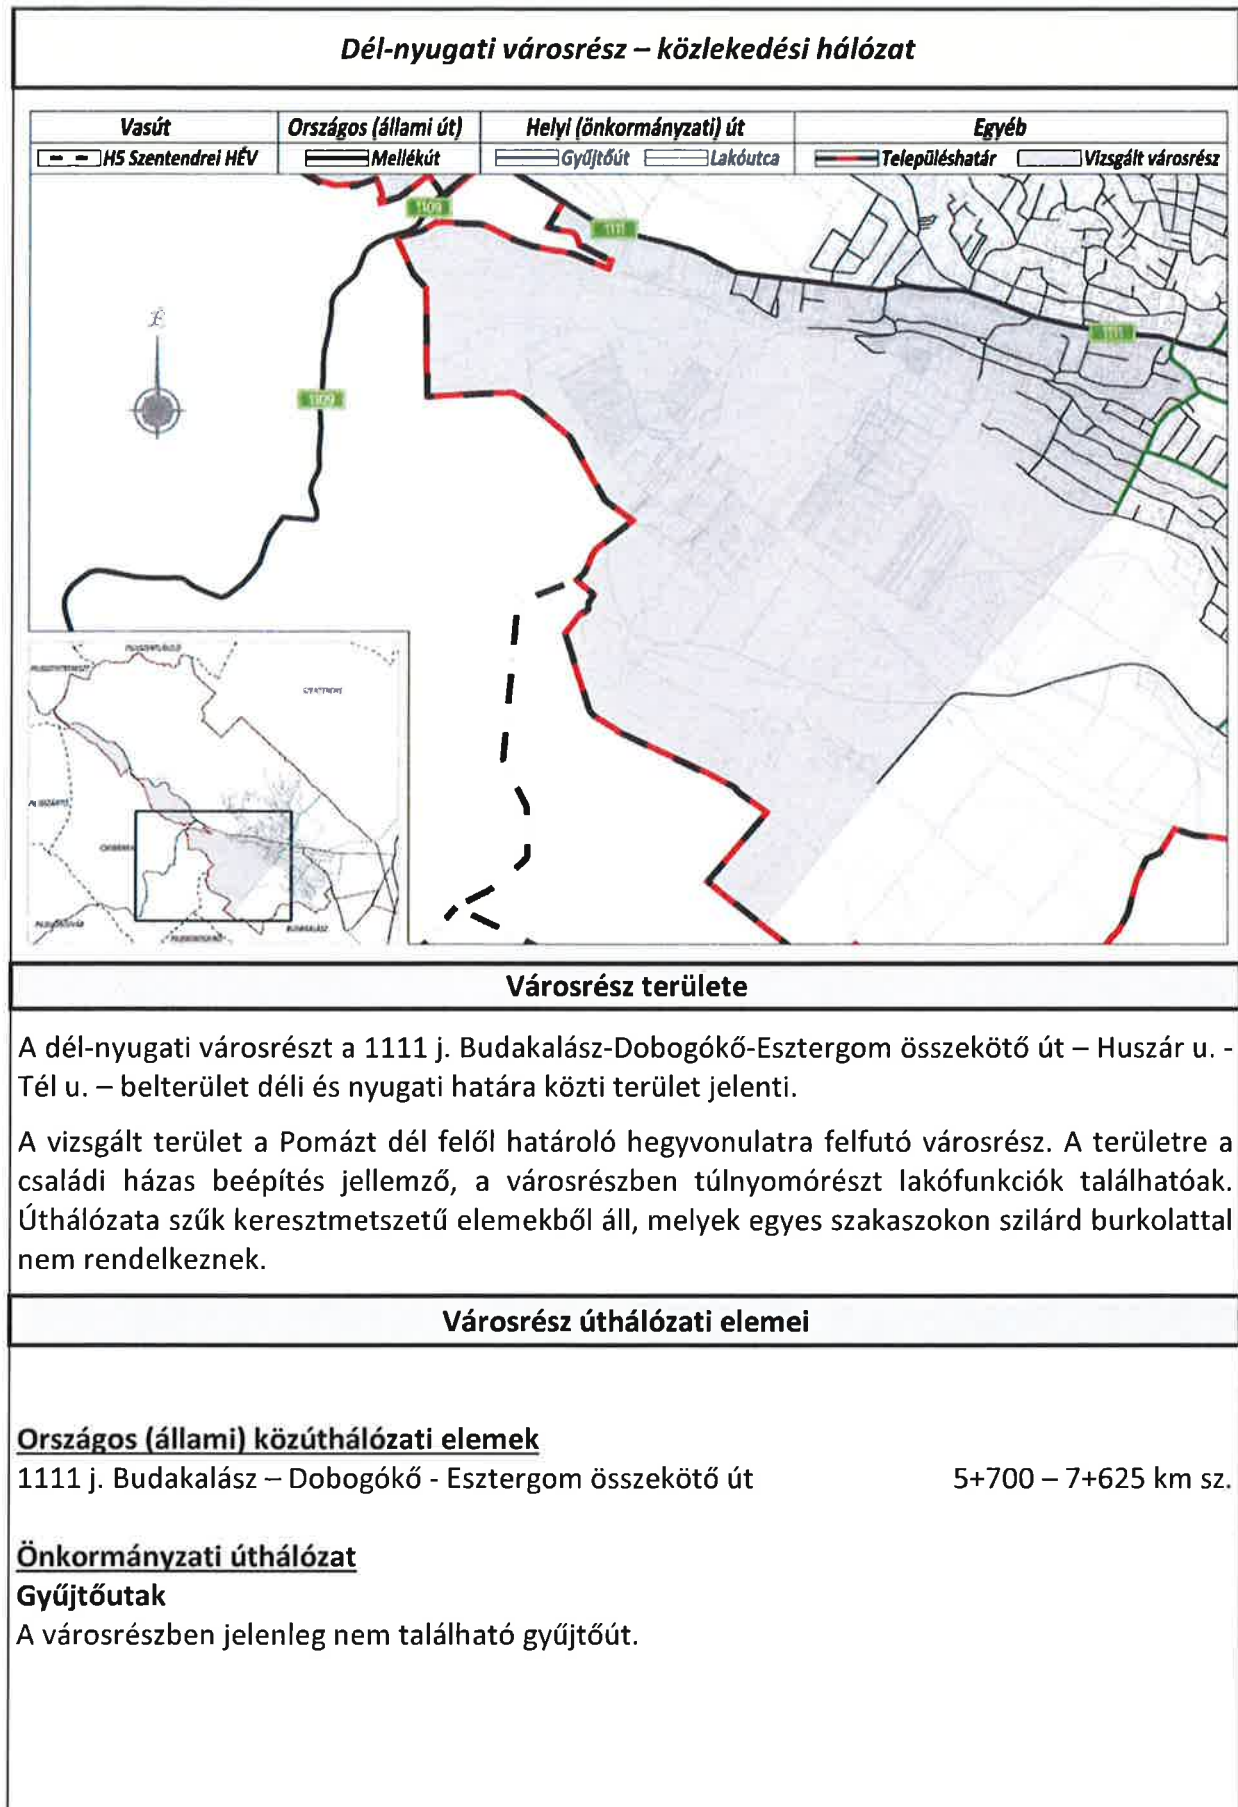 Dél-nyugati városrész – közlekedési hálózat
Vasút
Országos (állami út)
Helyi (önkormányzati) út
Egyéb
H5 Szentendrei HÉV
Mellékút
Gyűjtőút
Lakóutca
Településhatár
Vizsgált városrész
1109
1111
1109
1111
É
BUDAKALÁSZ
Városrész területe
A dél-nyugati városrészt a 1111 j. Budakalász-Dobogókő-Esztergom összekötő út – Huszár u. -
Tél u. – belterület déli és nyugati határa közti terület jelenti.
A vizsgált terület a Pomázt dél felől határoló hegyvonulatra felfutó városrész. A területre a
családi házas beépítés jellemző, a városrészben túlnyomórészt lakófunkciók találhatóak.
Úthálózata szűk keresztmetszetű elemekből áll, melyek egyes szakaszokon szilárd burkolattal
nem rendelkeznek.
Városrész úthálózati elemei
Országos (állami) közúthálózati elemek
1111 j. Budakalász – Dobogókő - Esztergom összekötő út 5+700 – 7+625 km sz.
Önkormányzati úthálózat
Gyűjtőutak
A városrészben jelenleg nem található gyűjtőút.